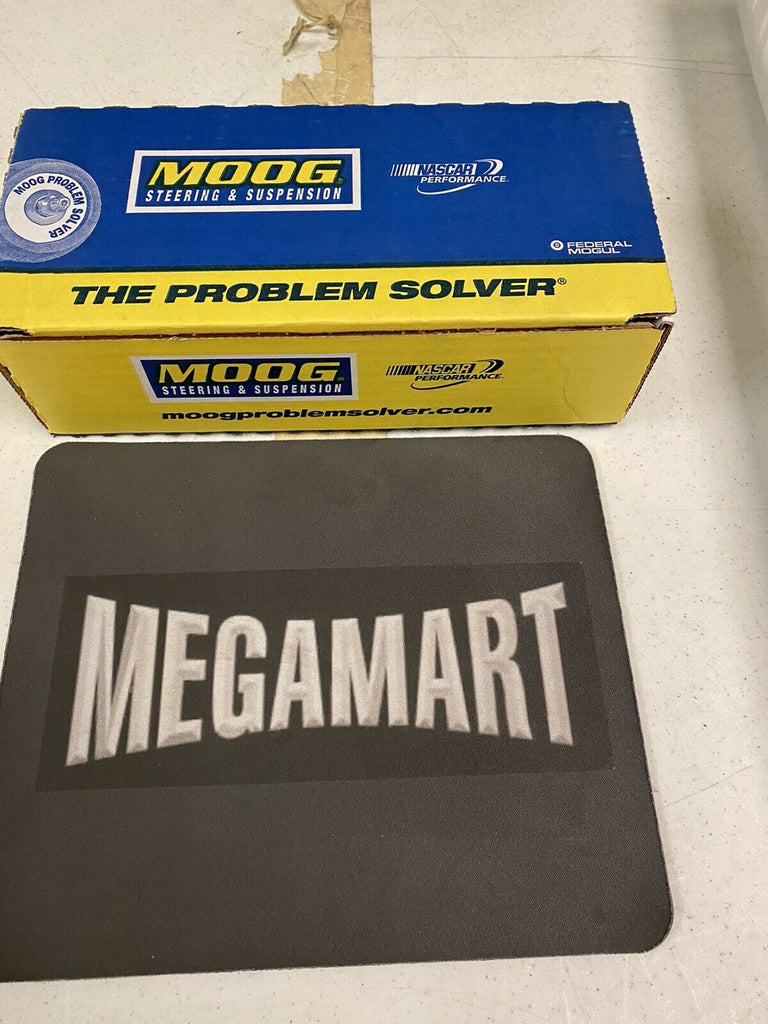 MOOG
STEERING & SUSPENSION
NASCAR
PERFORMANCE.
MOOG PROBLEM SOLVER
FEDERAL
MOGUL
THE PROBLEM SOLVER®
MOOG
STEERING & SUSPENSION
NASCAR
PERFORMANCE.
moogproblemsolver.com
MEGAMART